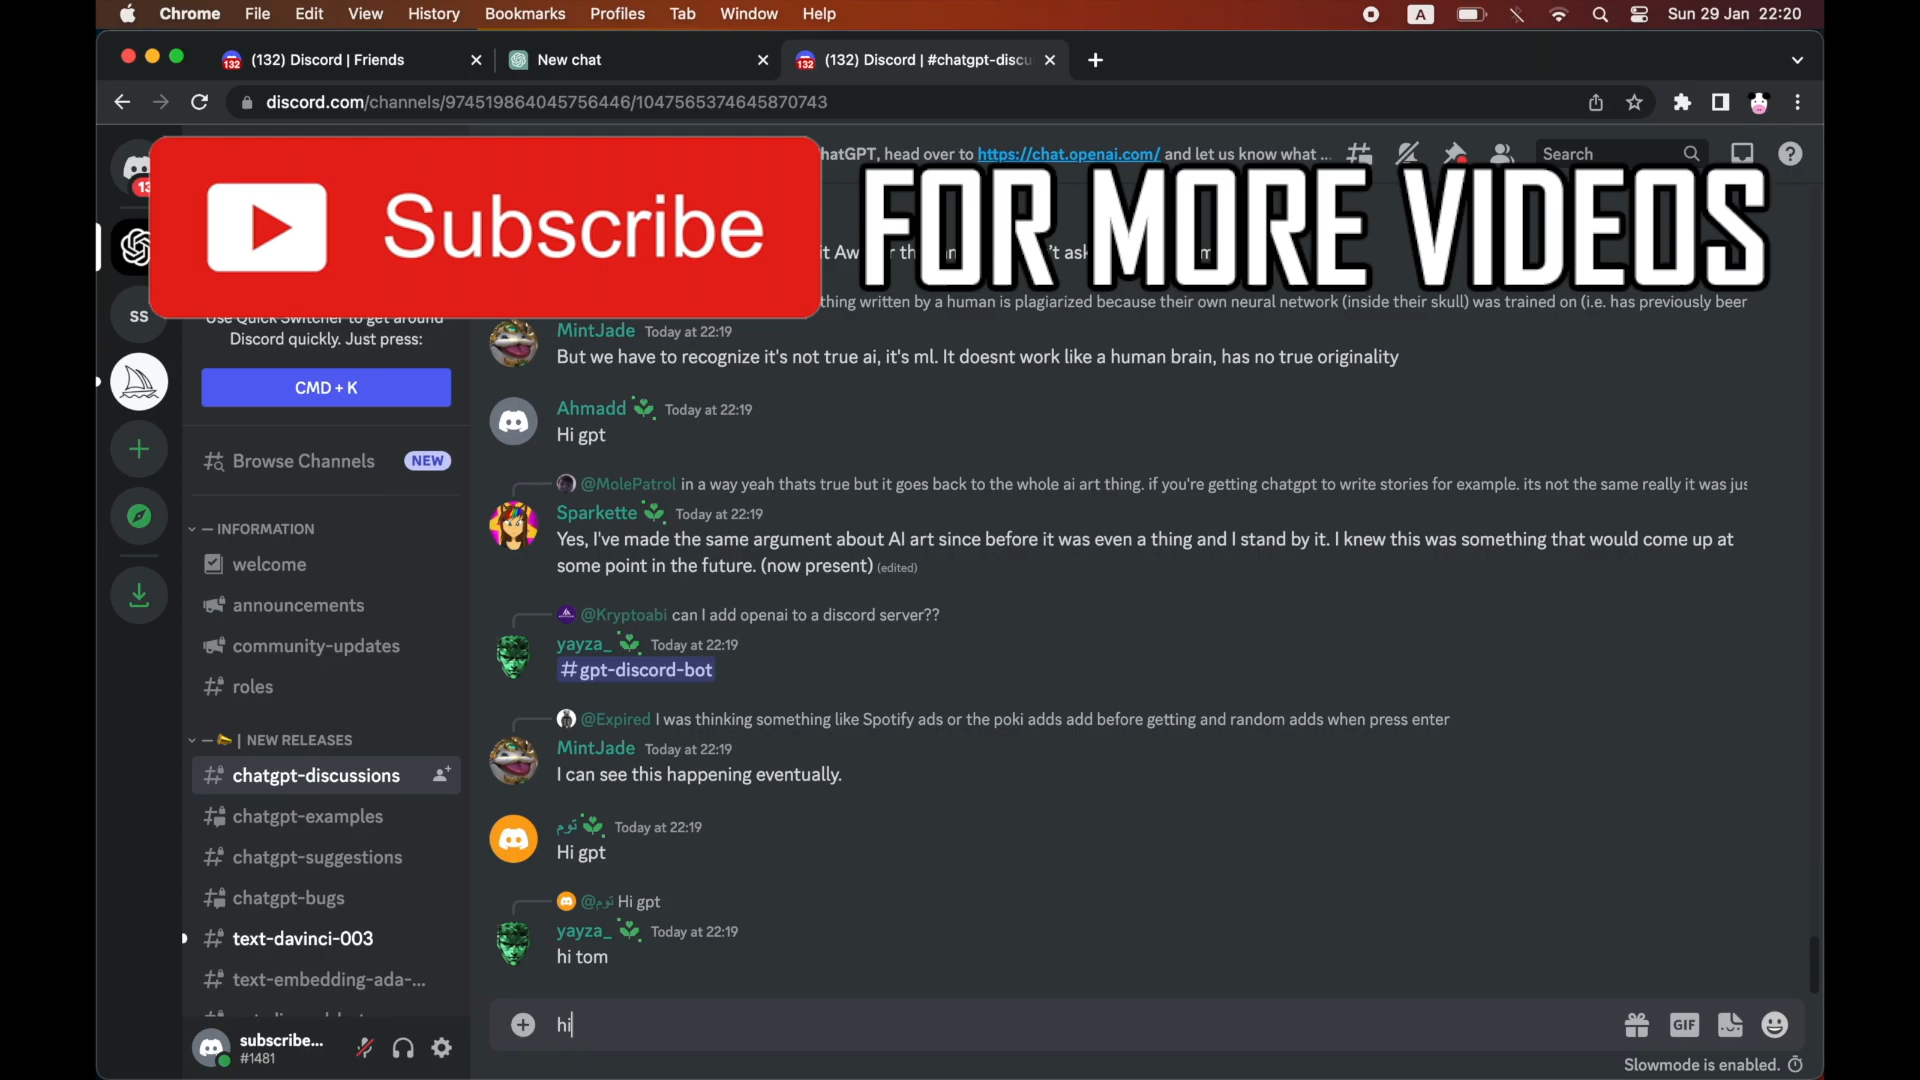 Chrome File Edit View History Bookmarks Profiles Tab Window Help
A
Sun 29 Jan 22:20
132 (132) Discord | Friends
New chat
132 (132) Discord | #chatgpt-discu
discord.com/channels/974519864045756446/1047565374645870743
hatGPT, head over to https://chat.openai.com/ and let us know what ...
Search
Subscribe
FOR MORE VIDEOS
SS
Discord quickly. Just press:
CMD + K
Browse Channels NEW
INFORMATION
welcome
announcements
community-updates
roles
| NEW RELEASES
chatgpt-discussions
chatgpt-examples
chatgpt-suggestions
chatgpt-bugs
text-davinci-003
text-embedding-ada-...
subscribe...
#1481
thing written by a human is plagiarized because their own neural network (inside their skull) was trained on (i.e. has previously beer
MintJade Today at 22:19
But we have to recognize it's not true ai, it's ml. It doesnt work like a human brain, has no true originality
Ahmadd Today at 22:19
Hi gpt
@MolePatrol in a way yeah thats true but it goes back to the whole ai art thing. if you're getting chatgpt to write stories for example. its not the same really it was jus
Sparkette Today at 22:19
Yes, I've made the same argument about AI art since before it was even a thing and I stand by it. I knew this was something that would come up at
some point in the future. (now present) (edited)
@Kryptoabi can I add openai to a discord server??
yayza_ Today at 22:19
#gpt-discord-bot
@Expired I was thinking something like Spotify ads or the poki adds add before getting and random adds when press enter
MintJade Today at 22:19
I can see this happening eventually.
توم Today at 22:19
Hi gpt
@توم Hi gpt
yayza_ Today at 22:19
hi tom
hi
GIF
Slowmode is enabled.